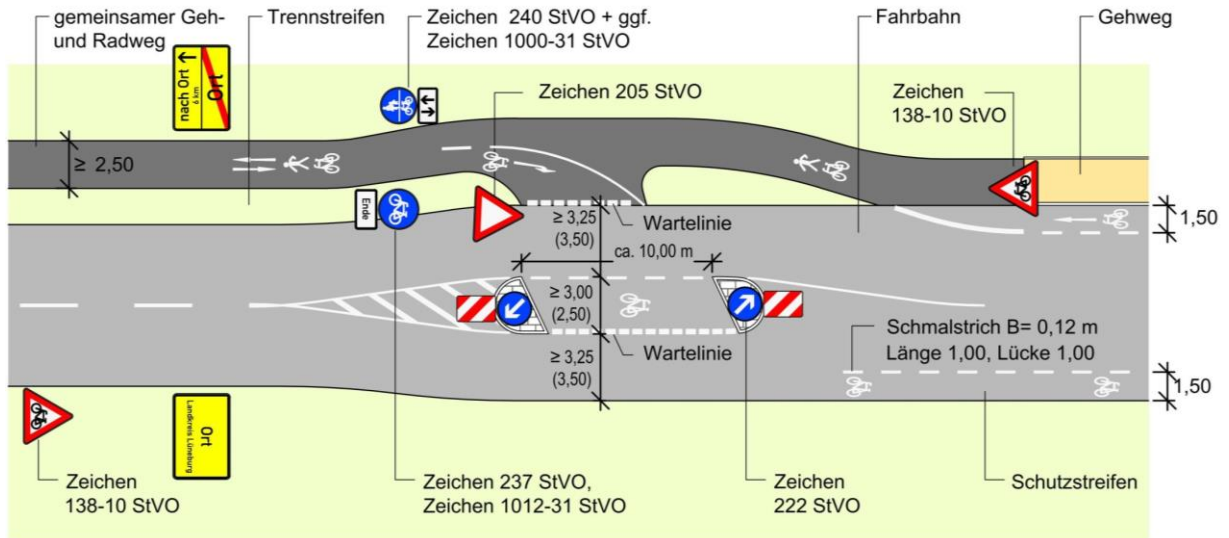 gemeinsamer Geh-
und Radweg
Trennstreifen
Zeichen 240 StVO + ggf.
Zeichen 1000-31 StVO
Fahrbahn
Gehweg
nach Ort
6 km
Ort
Zeichen 205 StVO
Zeichen
138-10 StVO
≥ 2,50
Ende
≥ 3,25
(3,50)
Wartelinie
ca. 10,00 m
1,50
≥ 3,00
(2,50)
Schmalstrich B= 0,12 m
Länge 1,00, Lücke 1,00
≥ 3,25
(3,50)
Wartelinie
1,50
Ort
Landkreis Lüneburg
Zeichen
138-10 StVO
Zeichen 237 StVO,
Zeichen 1012-31 StVO
Zeichen
222 StVO
Schutzstreifen